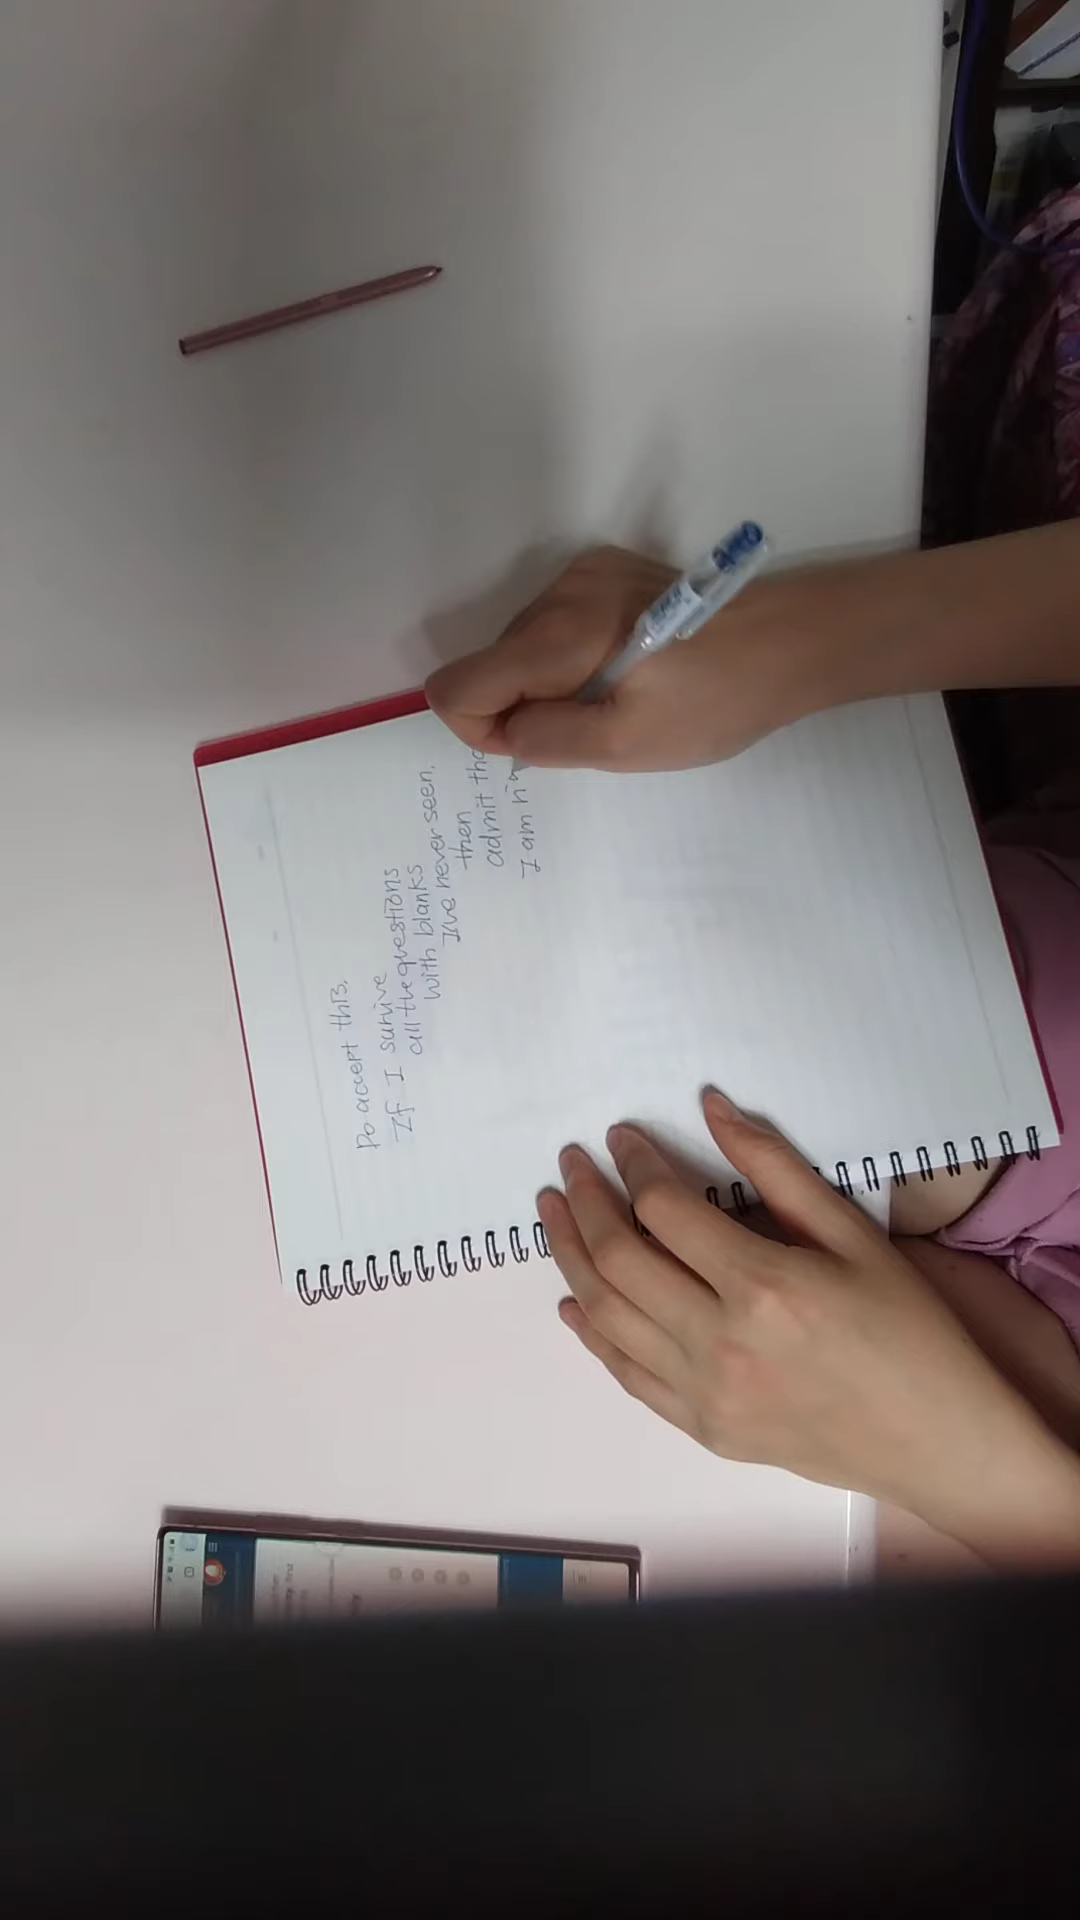 Do accept this.
If I survive
all the questions
with blanks
I've never seen,
then
admit tha
I am